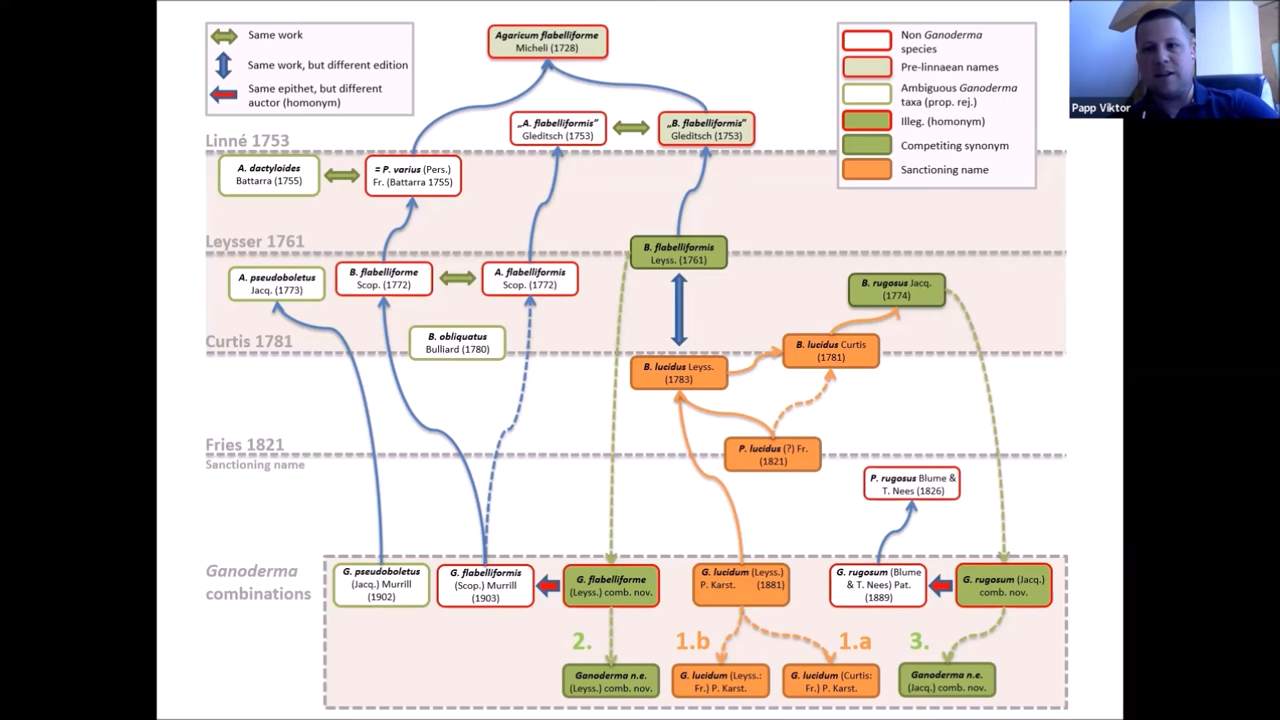 Same work
Same work, but different edition
Same epithet, but different
auctor (homonym)
Agaricum flabelliforme
Micheli (1728)
Non Ganoderma
species
Pre-linnaean names
Ambiguous Ganoderma
taxa (prop. rej.)
Illeg. (homonym)
Competiting synonym
Sanctioning name
Papp Viktor
„A. flabelliformis”
Gleditsch (1753)
„B. flabelliformis”
Gleditsch (1753)
Linné 1753
A. dactyloides
Battarra (1755)
= P. varius (Pers.)
Fr. (Battarra 1755)
Leysser 1761
B. flabelliformis
Leyss. (1761)
A. pseudoboletus
Jacq. (1773)
B. flabelliforme
Scop. (1772)
A. flabelliformis
Scop. (1772)
B. rugosus Jacq.
(1774)
B. obliquatus
Bulliard (1780)
Curtis 1781
B. lucidus Curtis
(1781)
B. lucidus Leyss.
(1783)
Fries 1821
Sanctioning name
P. lucidus (?) Fr.
(1821)
P. rugosus Blume &
T. Nees (1826)
Ganoderma
combinations
G. pseudoboletus
(Jacq.) Murrill
(1902)
G. flabelliformis
(Scop.) Murrill
(1903)
G. flabelliforme
(Leyss.) comb. nov.
G. lucidum (Leyss.)
P. Karst. (1881)
G. rugosum (Blume
& T. Nees) Pat.
(1889)
G. rugosum (Jacq.)
comb. nov.
2.
1.b
1.a
3.
Ganoderma n.e.
(Leyss.) comb. nov.
G. lucidum (Leyss.:
Fr.) P. Karst.
G. lucidum (Curtis:
Fr.) P. Karst.
Ganoderma n.e.
(Jacq.) comb. nov.